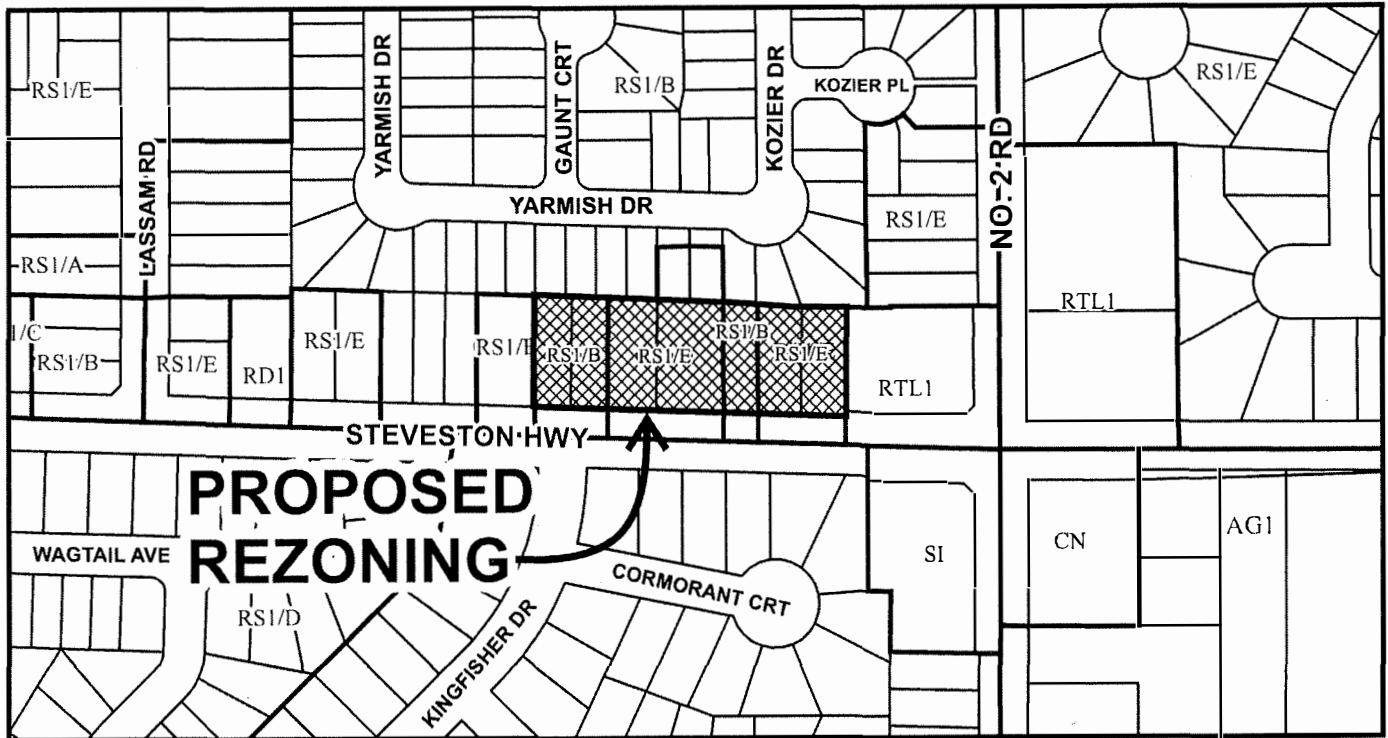 RS1/E
LASSAM RD
YARMISH DR
GAUNT CRT
RS1/B
KOZIER DR
KOZIER PL
NO. 2 RD
RS1/E
YARMISH DR
RS1/E
RS1/A
RTL1
1/C
RS1/B
RS1/E
RD1
RS1/E
RS1/E
RS1/B
RS1/E
RS1/B
RS1/E
RTL1
STEVESTON HWY
PROPOSED
REZONING
WAGTAIL AVE
RS1/D
KINGFISHER DR
CORMORANT CRT
SI
CN
AG1